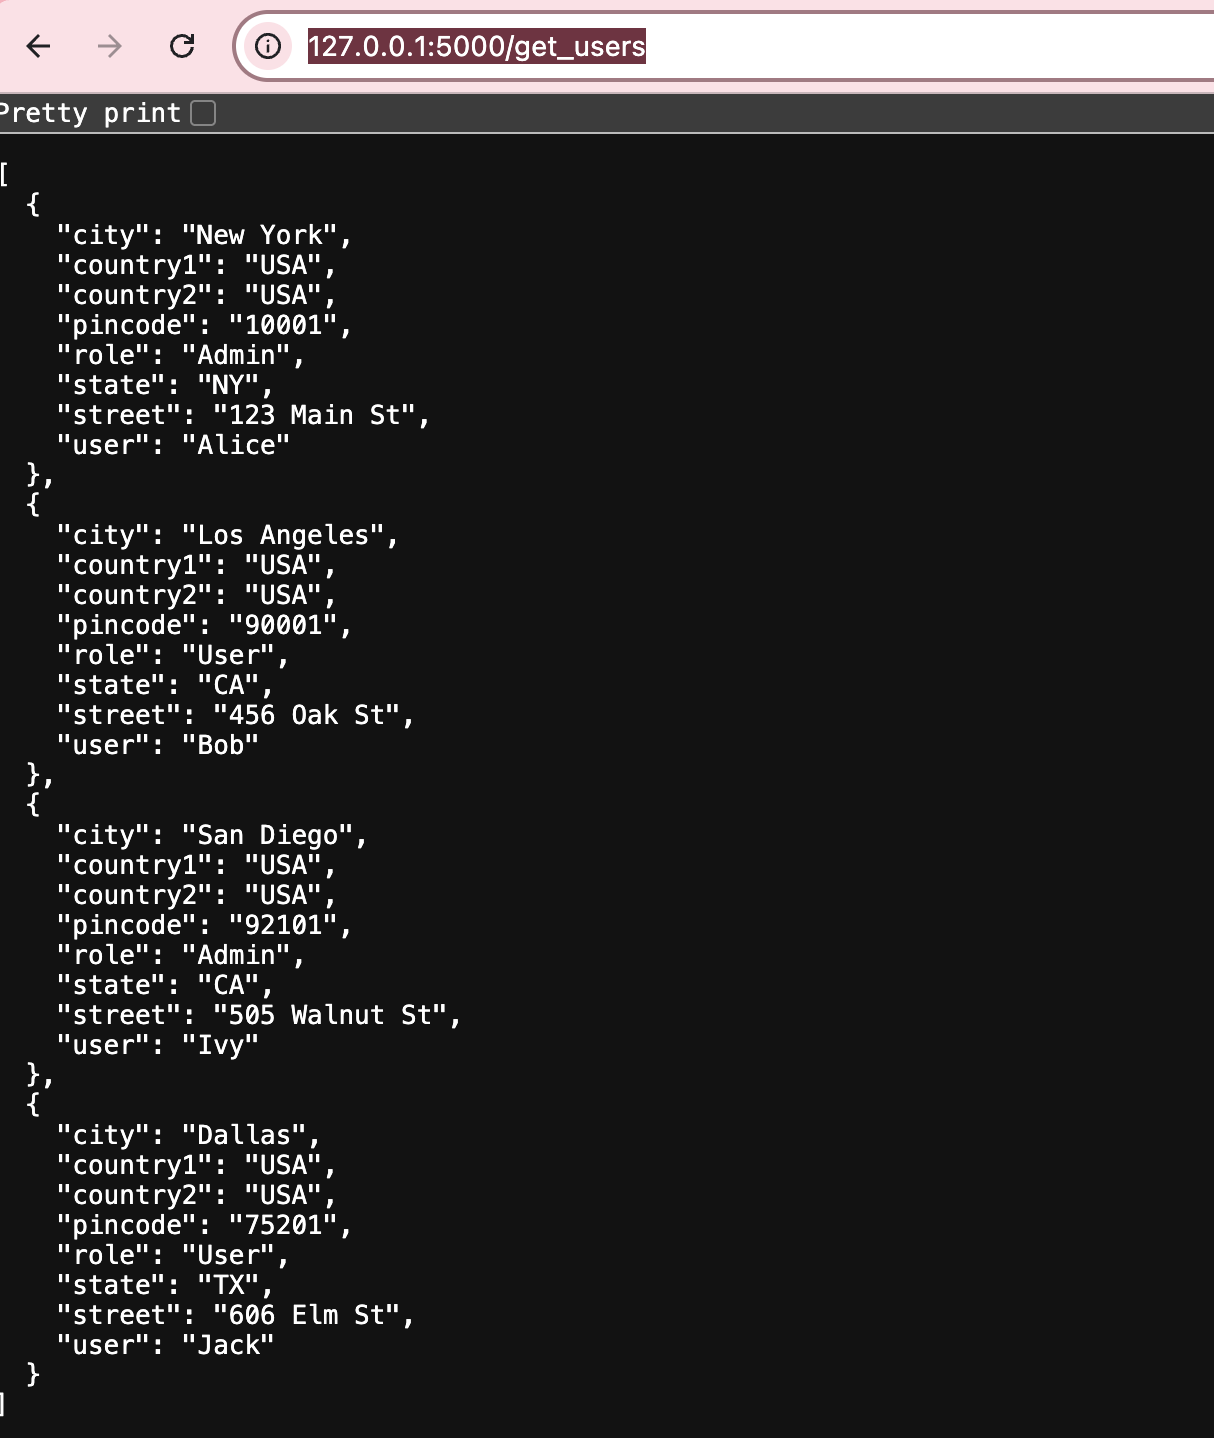 127.0.0.1:5000/get_users
Pretty print
[
  {
    "city": "New York",
    "country1": "USA",
    "country2": "USA",
    "pincode": "10001",
    "role": "Admin",
    "state": "NY",
    "street": "123 Main St",
    "user": "Alice"
  },
  {
    "city": "Los Angeles",
    "country1": "USA",
    "country2": "USA",
    "pincode": "90001",
    "role": "User",
    "state": "CA",
    "street": "456 Oak St",
    "user": "Bob"
  },
  {
    "city": "San Diego",
    "country1": "USA",
    "country2": "USA",
    "pincode": "92101",
    "role": "Admin",
    "state": "CA",
    "street": "505 Walnut St",
    "user": "Ivy"
  },
  {
    "city": "Dallas",
    "country1": "USA",
    "country2": "USA",
    "pincode": "75201",
    "role": "User",
    "state": "TX",
    "street": "606 Elm St",
    "user": "Jack"
  }
]